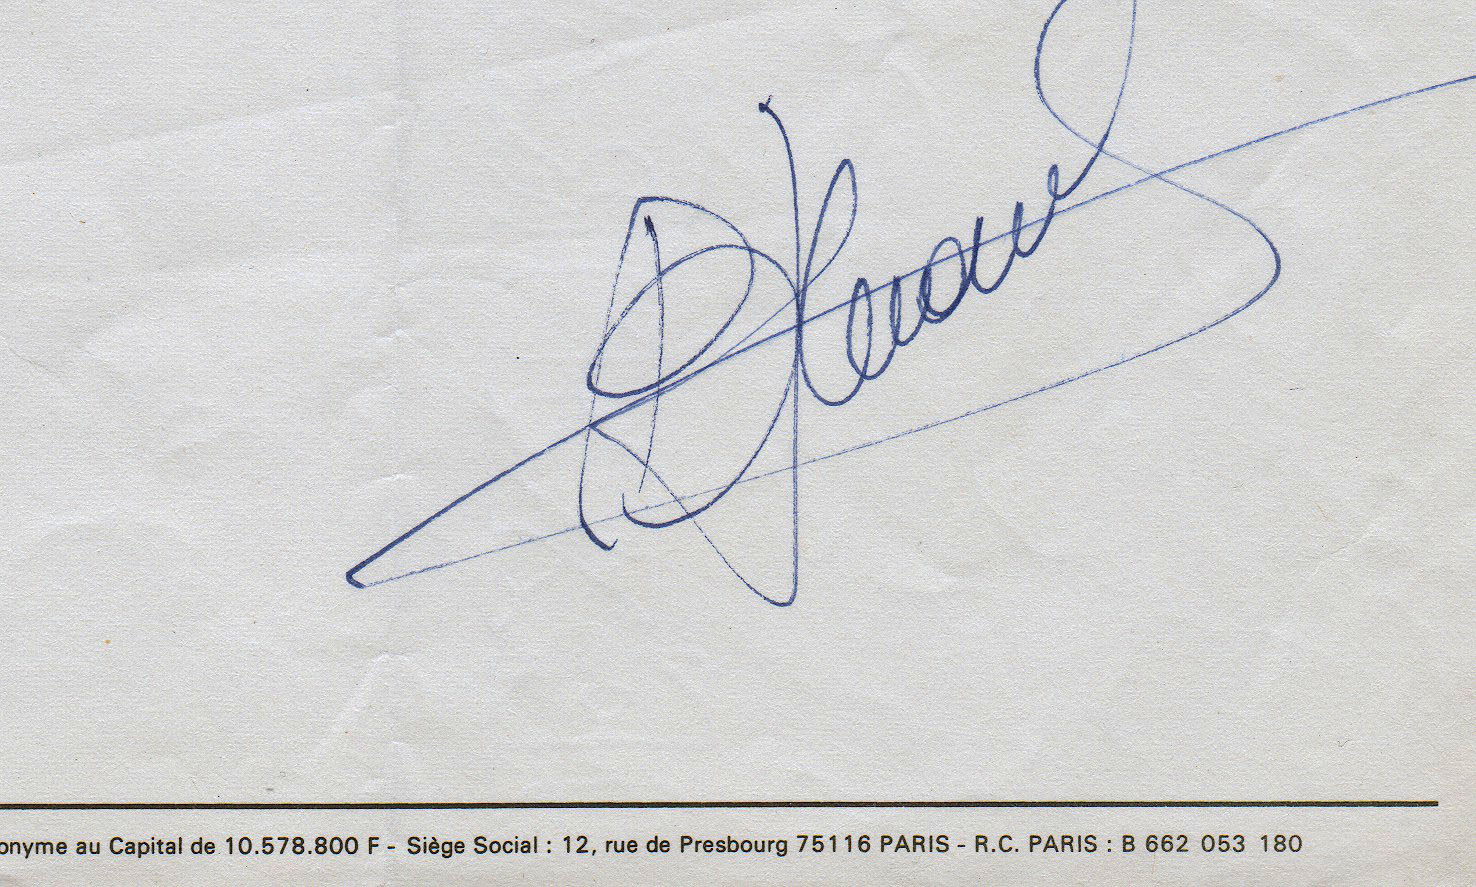 onyme au Capital de 10.578.800 F - Siège Social : 12, rue de Presbourg 75116 PARIS - R.C. PARIS : B 662 053 180